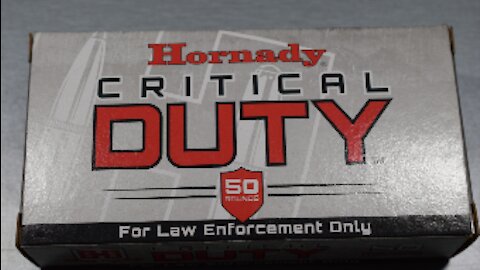 Hornady
CRITICAL
DUTY
50
ROUNDS
For Law Enforcement Only